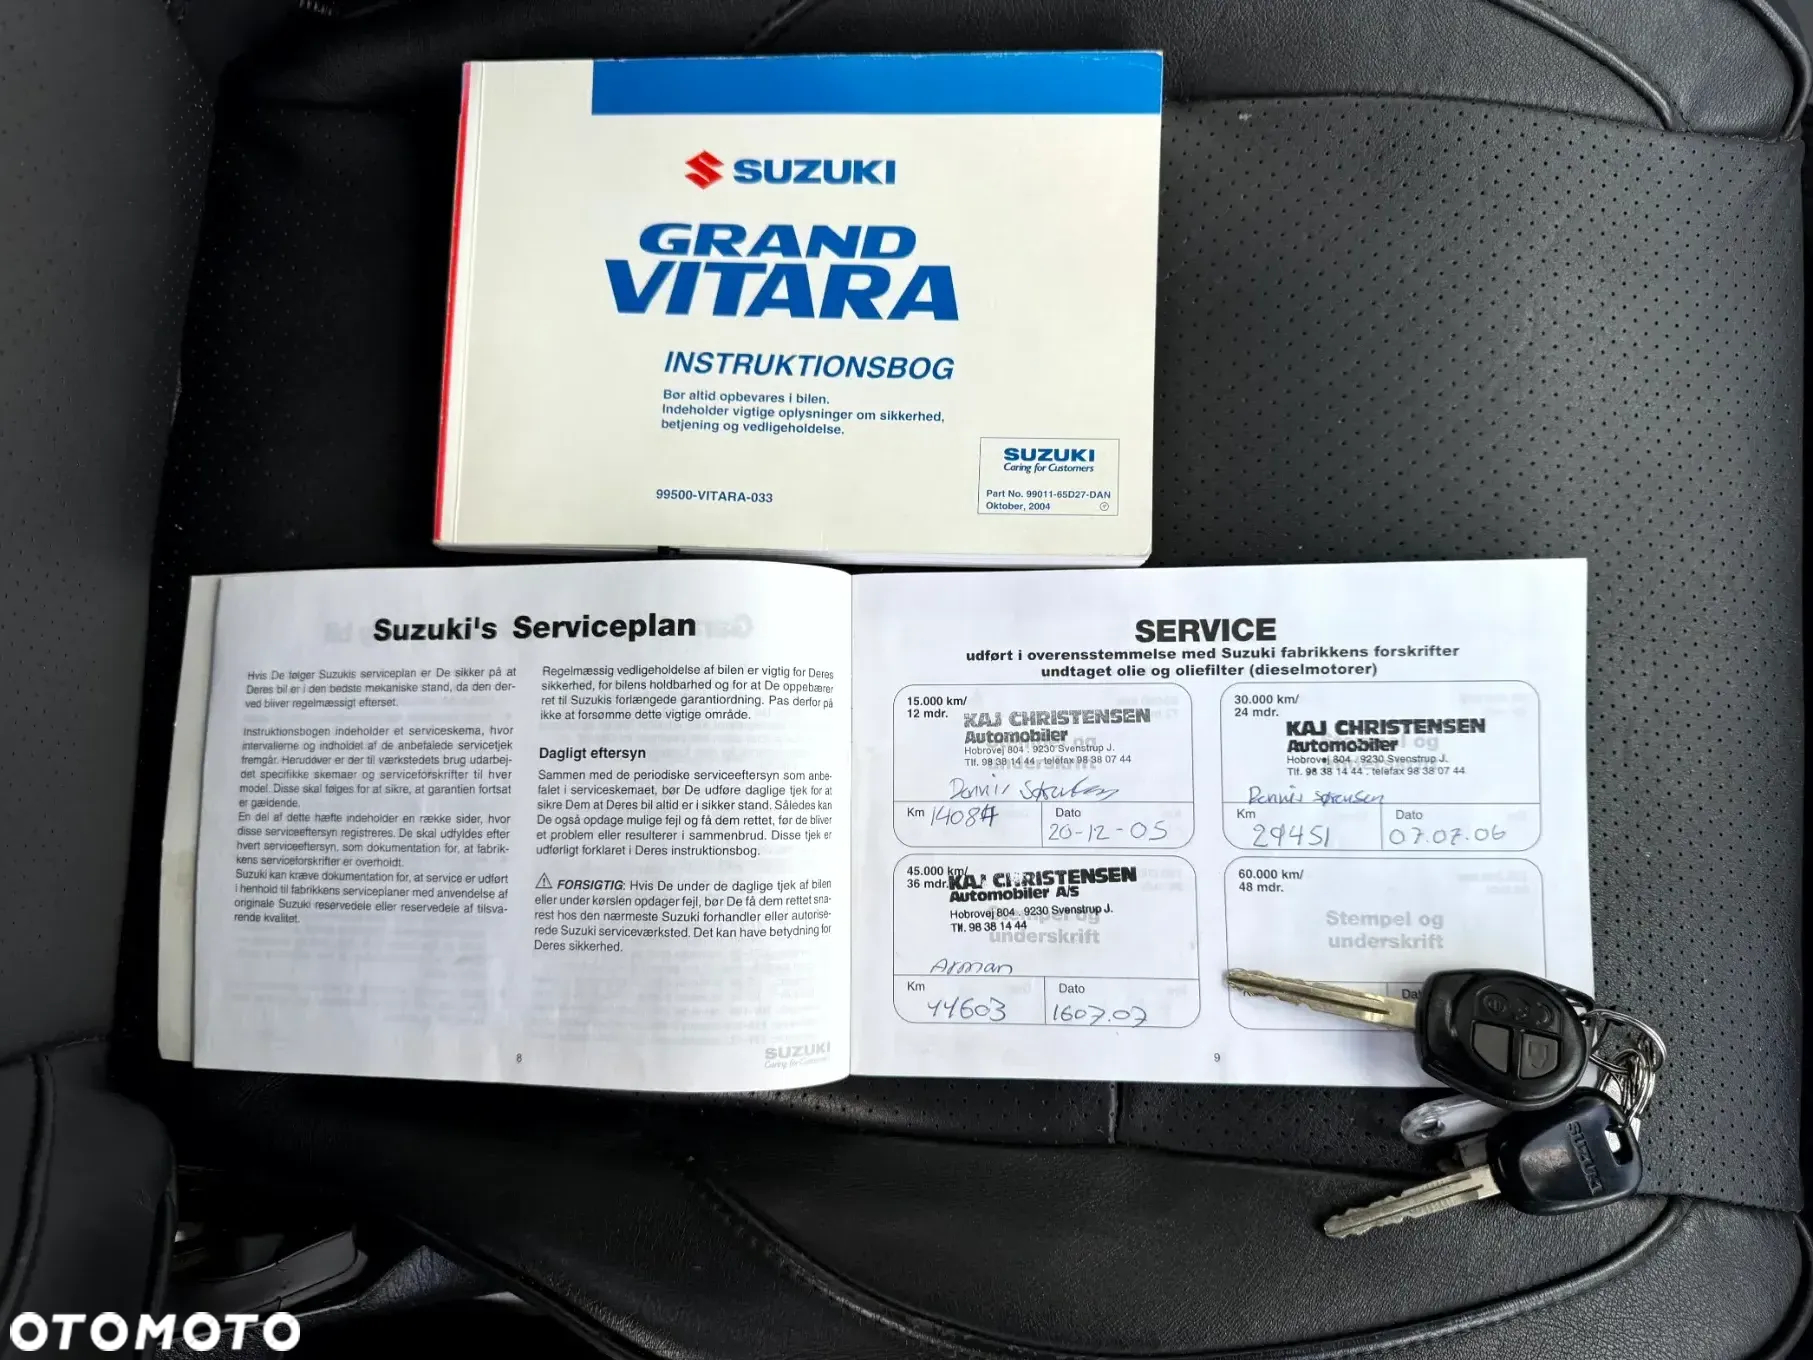 SUZUKI
GRAND
VITARA
INSTRUKTIONSBOG
Bør altid opbevares i bilen.
Indeholder vigtige oplysninger om sikkerhed,
betjening og vedligeholdelse.
99500-VITARA-033
SUZUKI
Caring for Customers
Part No. 99011-65D27-DAN
Oktober, 2004
Suzuki's Serviceplan
Hvis De følger Suzukis serviceplan er De sikker på at
Deres bil er i den bedste mekaniske stand, da den der-
ved bliver regelmæssigt efterset.
Instruktionsbogen indeholder et serviceskema, hvor
intervallerne og indholdet af de anbefalede servicetjek
fremgår. Herudover er der til værkstedets brug udarbej-
det specifikke skemaer og serviceforskrifter til hver
model. Disse skal følges for at sikre, at garantien fortsat
er gældende.
En del af dette hæfte indeholder en række sider, hvor
disse serviceeftersyn registreres. De skal udfyldes efter
hvert serviceeftersyn, som dokumentation for, at fabrik-
kens serviceforskrifter er overholdt.
Suzuki kan kræve dokumentation for, at service er udført
i henhold til fabrikkens serviceplaner med anvendelse af
originale Suzuki reservedele eller reservedele af tilsva-
rende kvalitet.
Regelmæssig vedligeholdelse af bilen er vigtig for Deres
sikkerhed, for bilens holdbarhed og for at De oppebærer
ret til Suzukis forlængede garantiordning. Pas derfor på
ikke at forsømme dette vigtige område.
Dagligt eftersyn
Sammen med de periodiske serviceeftersyn som anbe-
falet i serviceskemaet, bør De udføre daglige tjek for at
sikre Dem at Deres bil altid er i sikker stand. Således kan
De også opdage mulige fejl og få dem rettet, før de bliver
et problem eller resulterer i sammenbrud. Disse tjek er
udførligt forklaret i Deres instruktionsbog.
FORSIGTIG: Hvis De under de daglige tjek af bilen
eller under kørslen opdager fejl, bør De få dem rettet sna-
rest hos den nærmeste Suzuki forhandler eller autorise-
rede Suzuki serviceværksted. Det kan have betydning for
Deres sikkerhed.
8
SUZUKI
Caring for Customers
SERVICE
udført i overensstemmelse med Suzuki fabrikkens forskrifter
undtaget olie og oliefilter (dieselmotorer)
15.000 km/
12 mdr.
KAJ CHRISTENSEN
Automobiler
Hobrovej 804 . 9230 Svenstrup J.
Tlf. 98 38 14 44 . telefax 98 38 07 44
Dennis Sørensen
Km 14084
Dato
20-12-05
30.000 km/
24 mdr.
KAJ CHRISTENSEN
Automobiler
Hobrovej 804 . 9230 Svenstrup J.
Tlf. 98 38 14 44 . telefax 98 38 07 44
Dennis Sørensen
Km
29451
Dato
07.07.06
45.000 km/
36 mdr.
KAJ CHRISTENSEN
Automobiler A/S
Hobrovej 804 . 9230 Svenstrup J.
Tlf. 98 38 14 44
underskrift
Arman
Km
44603
Dato
1607.07
60.000 km/
48 mdr.
Stempel og
underskrift
9
SUZUKI
OTOMOTO